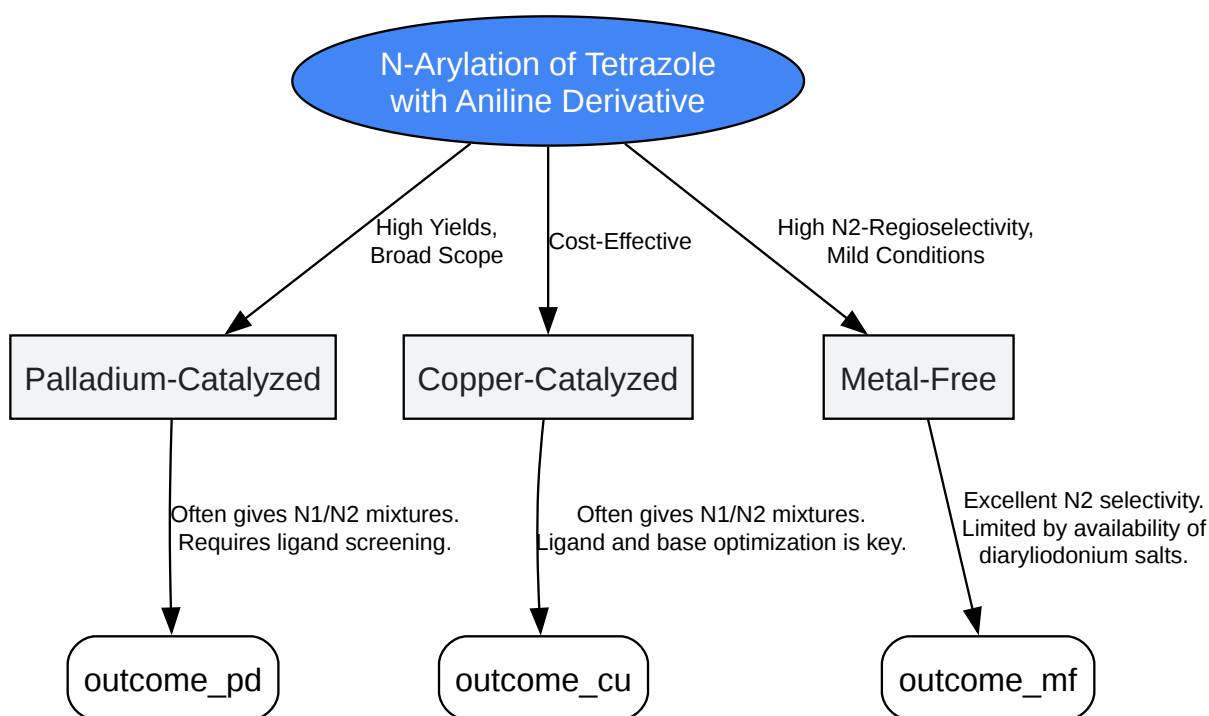 N-Arylation of Tetrazole
with Aniline Derivative
High Yields,
Broad Scope
Cost-Effective
High N2-Regioselectivity,
Mild Conditions
Palladium-Catalyzed
Copper-Catalyzed
Metal-Free
Often gives N1/N2 mixtures.
Requires ligand screening.
Often gives N1/N2 mixtures.
Ligand and base optimization is key.
Excellent N2 selectivity.
Limited by availability of
diaryliodonium salts.
outcome_pd
outcome_cu
outcome_mf